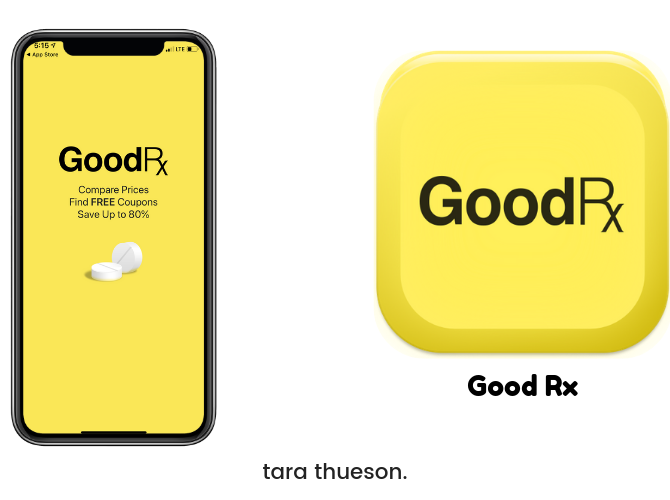 5:15
App Store
LTE
GoodRx
Compare Prices
Find FREE Coupons
Save Up to 80%
GoodRx
Good Rx
tara thueson.